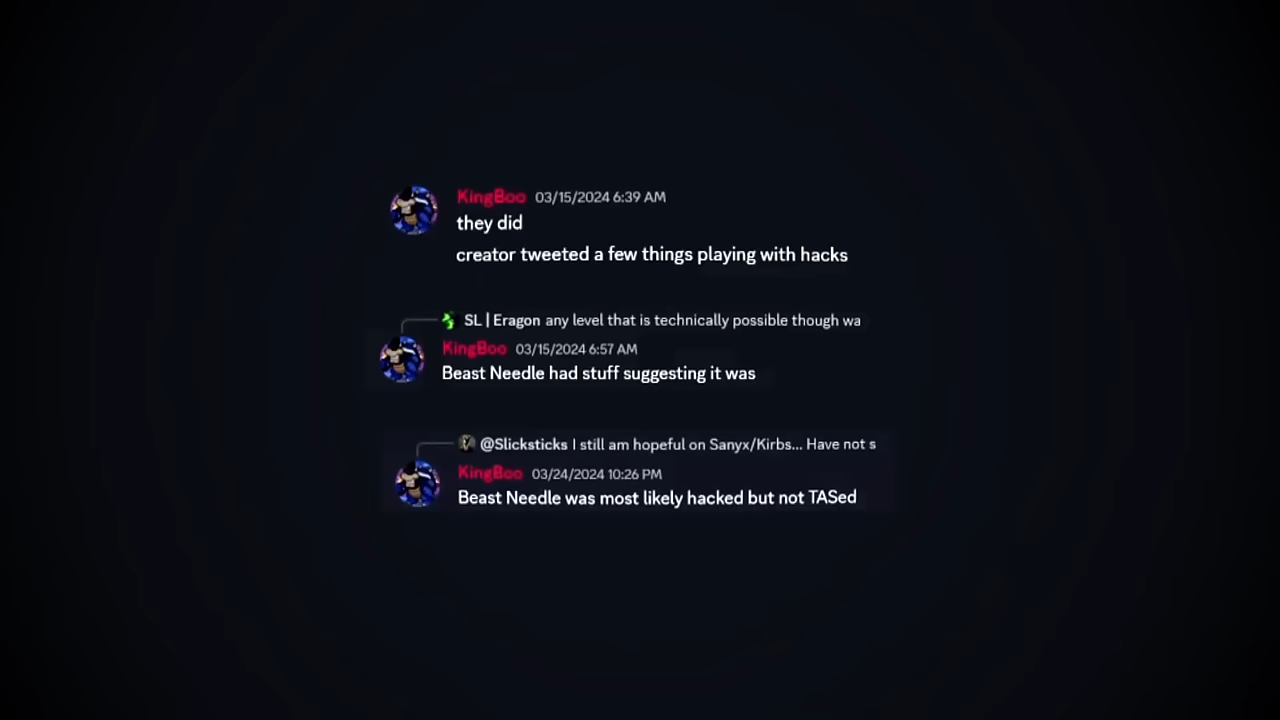 KingBoo 03/15/2024 6:39 AM
they did
creator tweeted a few things playing with hacks
SL | Eragon any level that is technically possible though wa
KingBoo 03/15/2024 6:57 AM
Beast Needle had stuff suggesting it was
@Slicksticks I still am hopeful on Sanyx/Kirbs... Have not s
KingBoo 03/24/2024 10:26 PM
Beast Needle was most likely hacked but not TASed